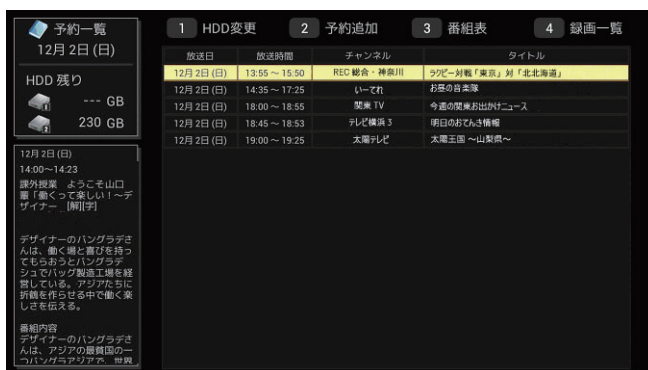 予約一覧
12月 2日 (日)
HDD 残り
1
--- GB
2
230 GB
1 HDD変更 2 予約追加 3 番組表 4 録画一覧
放送日 放送時間 チャンネル タイトル
12月 2日 (日) 13:55 ～ 15:50 REC 総合・神奈川 ラグビー対戦「東京」対「北北海道」
12月 2日 (日) 14:35 ～ 17:25 いーてれ お昼の音楽隊
12月 2日 (日) 18:00 ～ 18:55 関東 TV 今週の関東お出かけニュース
12月 2日 (日) 18:45 ～ 18:53 テレビ横浜 3 明日のおてんき情報
12月 2日 (日) 19:00 ～ 19:25 太陽テレビ 太陽王国 ～山梨県～
12月 2日 (日)
14:00～14:23
課外授業 ようこそ山口
輩「働くって楽しい！～デ
ザイナー [解][字]
デザイナーのバングラデさ
んは、働く場と喜びを持っ
てもらおうとバングラデ
シュでバッグ製造工場を経
営している。アジアたちに
折鶴を作らせる中で働く楽
しさを伝える。
番組内容
デザイナーのバングラデさ
んは、アジアの最貧国の一
つバングラアジアで、世界